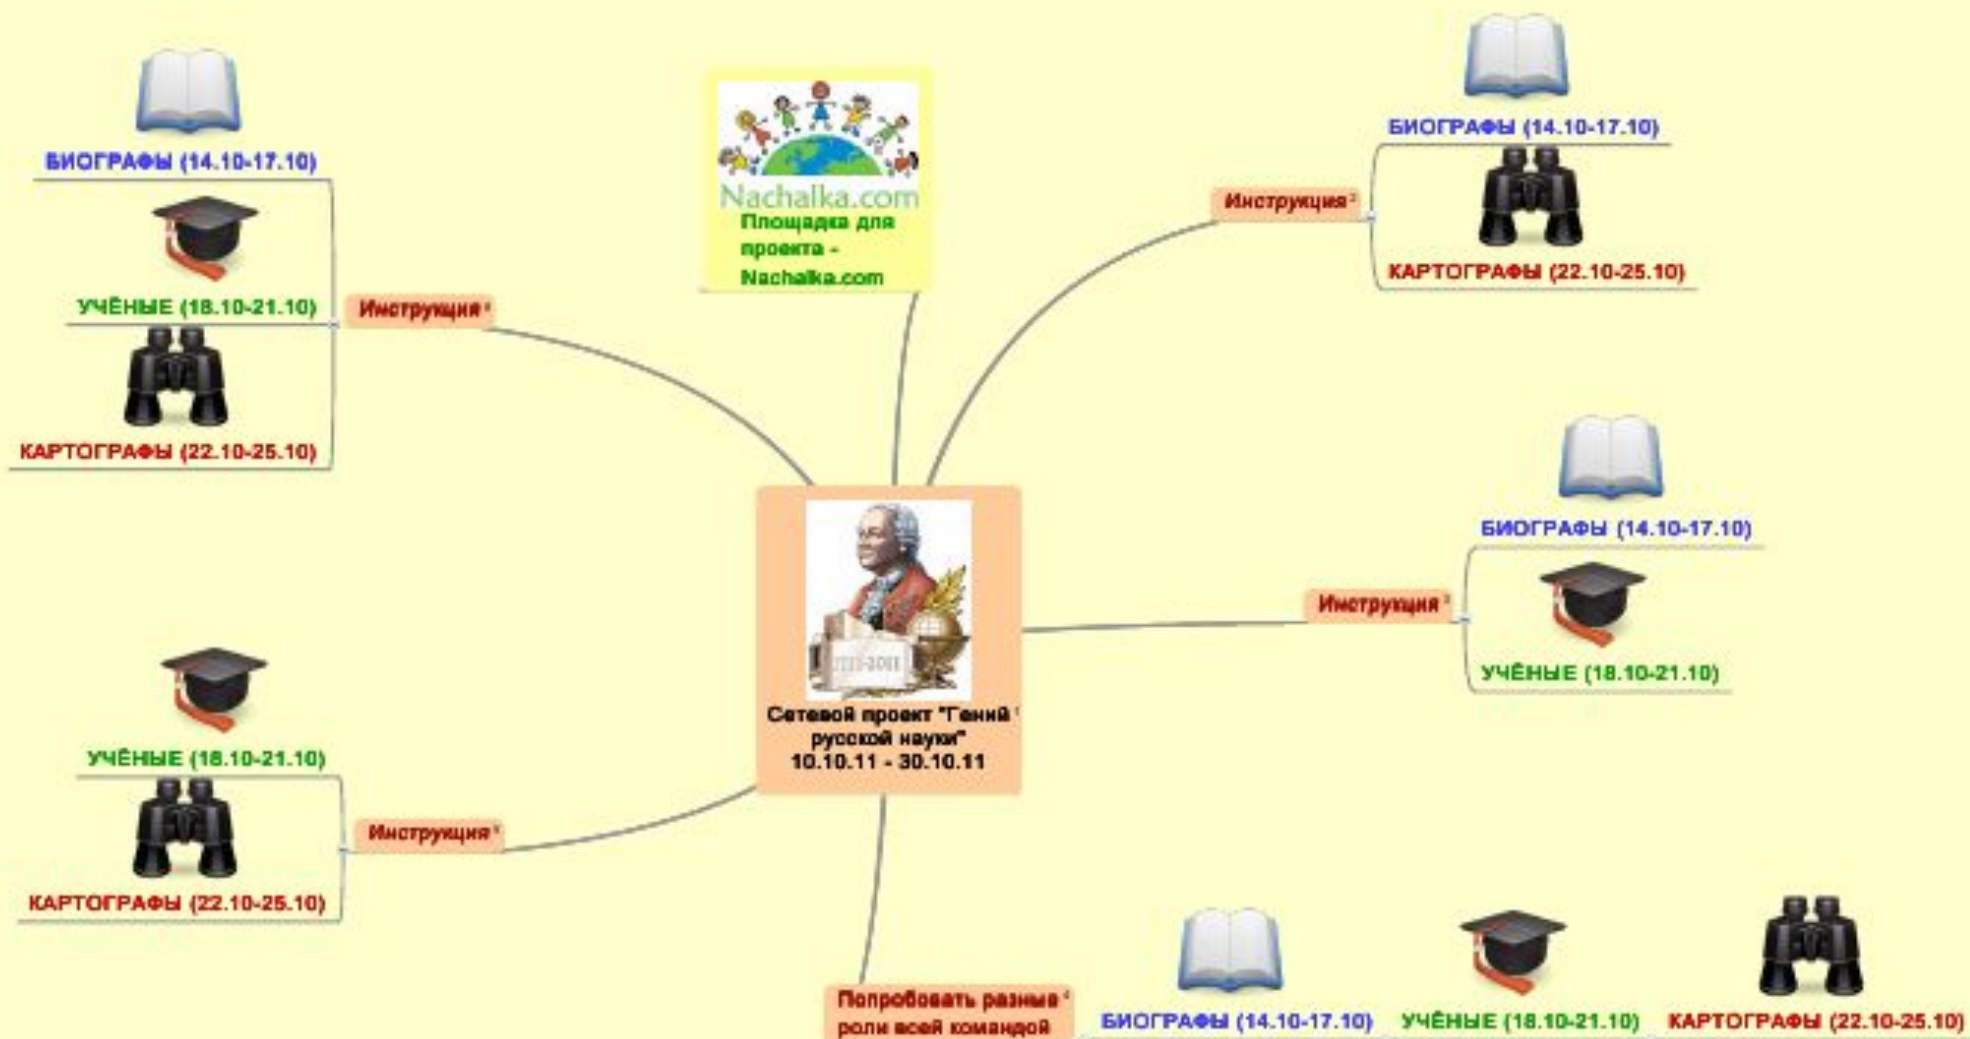 БИОГРАФЫ (14.10-17.10)
УЧЁНЫЕ (18.10-21.10)
КАРТОГРАФЫ (22.10-25.10)
Инструкция
Nachalka.com
Площадка для
проекта -
Nachalka.com
Инструкция
БИОГРАФЫ (14.10-17.10)
КАРТОГРАФЫ (22.10-25.10)
Инструкция
БИОГРАФЫ (14.10-17.10)
УЧЁНЫЕ (18.10-21.10)
Сетевой проект "Гений
русской науки"
10.10.11 - 30.10.11
УЧЁНЫЕ (18.10-21.10)
КАРТОГРАФЫ (22.10-25.10)
Инструкция
Попробовать разные
роли всей командой
БИОГРАФЫ (14.10-17.10)
УЧЁНЫЕ (18.10-21.10)
КАРТОГРАФЫ (22.10-25.10)